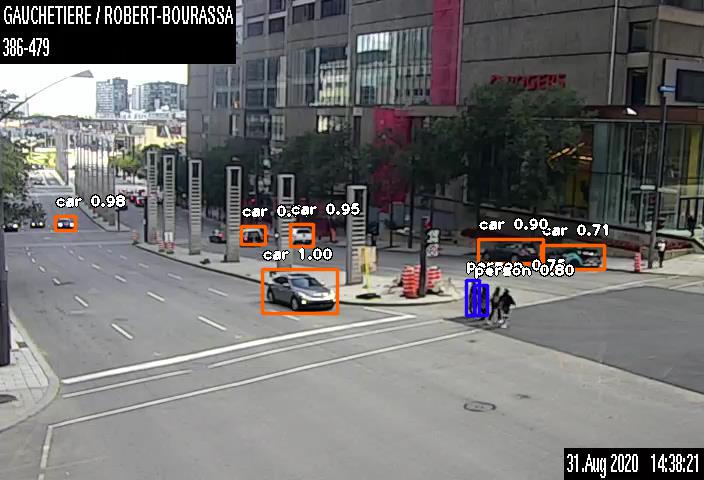 GAUCHETIERE / ROBERT-BOURASSA
386-479
ROGERS
car 0.98
car 0.95
car 0.90
car 0.71
car 1.00
person 0.80
31.Aug 2020 14:38:21